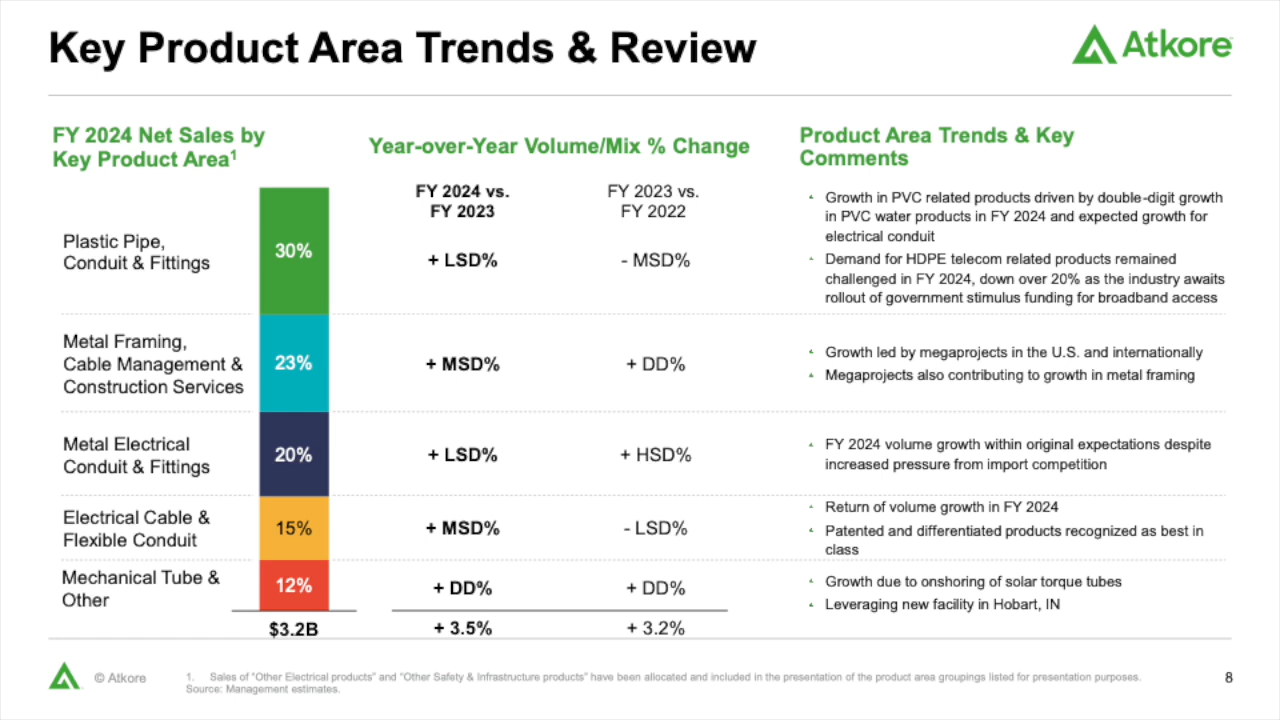 Key Product Area Trends & Review
Atkore
FY 2024 Net Sales by
Key Product Area1
Year-over-Year Volume/Mix % Change
Product Area Trends & Key
Comments
FY 2024 vs.
FY 2023
FY 2023 vs.
FY 2022
Plastic Pipe,
Conduit & Fittings
30%
+ LSD%
- MSD%
Growth in PVC related products driven by double-digit growth
in PVC water products in FY 2024 and expected growth for
electrical conduit
Demand for HDPE telecom related products remained
challenged in FY 2024, down over 20% as the industry awaits
rollout of government stimulus funding for broadband access
Metal Framing,
Cable Management &
Construction Services
23%
+ MSD%
+ DD%
Growth led by megaprojects in the U.S. and internationally
Megaprojects also contributing to growth in metal framing
Metal Electrical
Conduit & Fittings
20%
+ LSD%
+ HSD%
FY 2024 volume growth within original expectations despite
increased pressure from import competition
Electrical Cable &
Flexible Conduit
15%
+ MSD%
- LSD%
Return of volume growth in FY 2024
Patented and differentiated products recognized as best in
class
Mechanical Tube &
Other
12%
+ DD%
+ DD%
Growth due to onshoring of solar torque tubes
Leveraging new facility in Hobart, IN
$3.2B
+ 3.5%
+ 3.2%
© Atkore
1. Sales of "Other Electrical products" and "Other Safety & Infrastructure products" have been allocated and included in the presentation of the product area groupings listed for presentation purposes.
Source: Management estimates.
8